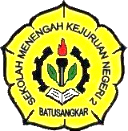 SEKOLAH MENENGAH KEJURUAN NEGERI 2
BATUSANGKAR